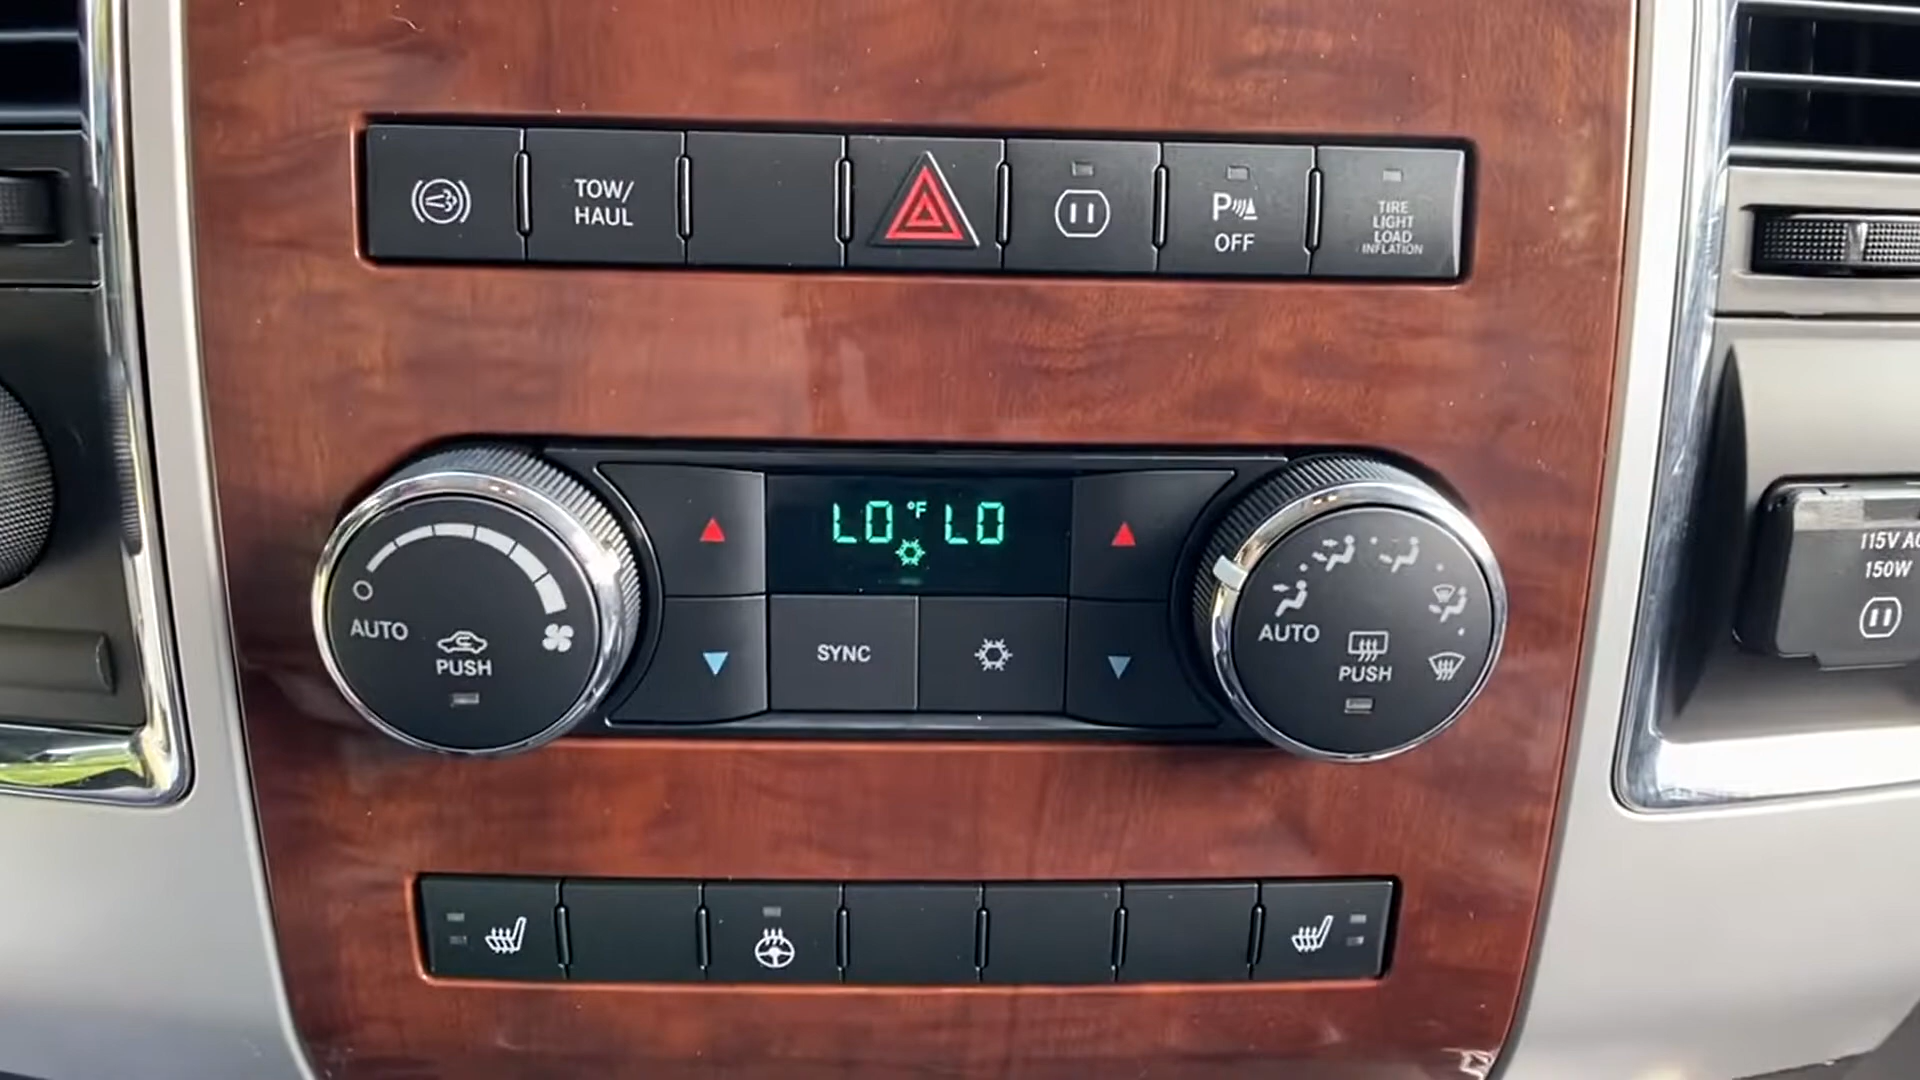 TOW/
HAUL
P
OFF
TIRE
LIGHT
LOAD
INFLATION
LO °F LO
AUTO
PUSH
SYNC
AUTO
PUSH
115V AC
150W